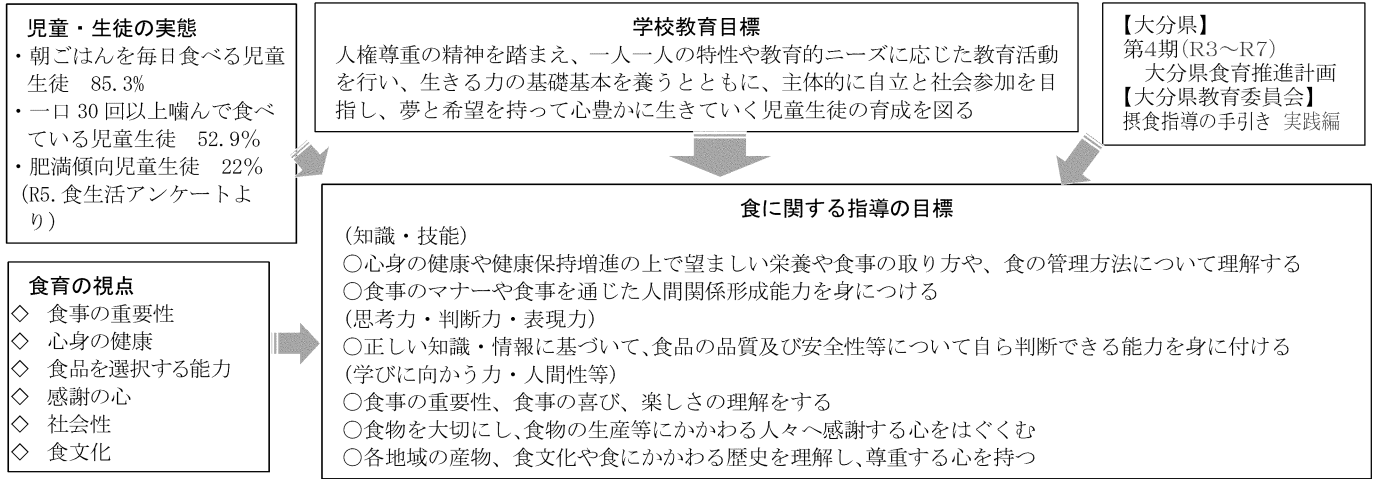 児童・生徒の実態
・朝ごはんを毎日食べる児童
生徒 85.3%
・一口 30 回以上噛んで食べ
ている児童生徒 52.9%
・肥満傾向児童生徒 22%
(R5.食生活アンケートよ
り)
学校教育目標
人権尊重の精神を踏まえ、一人一人の特性や教育的ニーズに応じた教育活動
を行い、生きる力の基礎基本を養うとともに、主体的に自立と社会参加を目
指し、夢と希望を持って心豊かに生きていく児童生徒の育成を図る
【大分県】
第4期(R3~R7)
大分県食育推進計画
【大分県教育委員会】
摂食指導の手引き 実践編
食育の視点
◇ 食事の重要性
◇ 心身の健康
◇ 食品を選択する能力
◇ 感謝の心
◇ 社会性
◇ 食文化
食に関する指導の目標
(知識・技能)
○心身の健康や健康保持増進の上で望ましい栄養や食事の取り方や、食の管理方法について理解する
○食事のマナーや食事を通じた人間関係形成能力を身につける
(思考力・判断力・表現力)
○正しい知識・情報に基づいて、食品の品質及び安全性等について自ら判断できる能力を身に付ける
(学びに向かう力・人間性等)
○食事の重要性、食事の喜び、楽しさの理解をする
○食物を大切にし、食物の生産等にかかわる人々へ感謝する心をはぐくむ
○各地域の産物、食文化や食にかかわる歴史を理解し、尊重する心を持つ